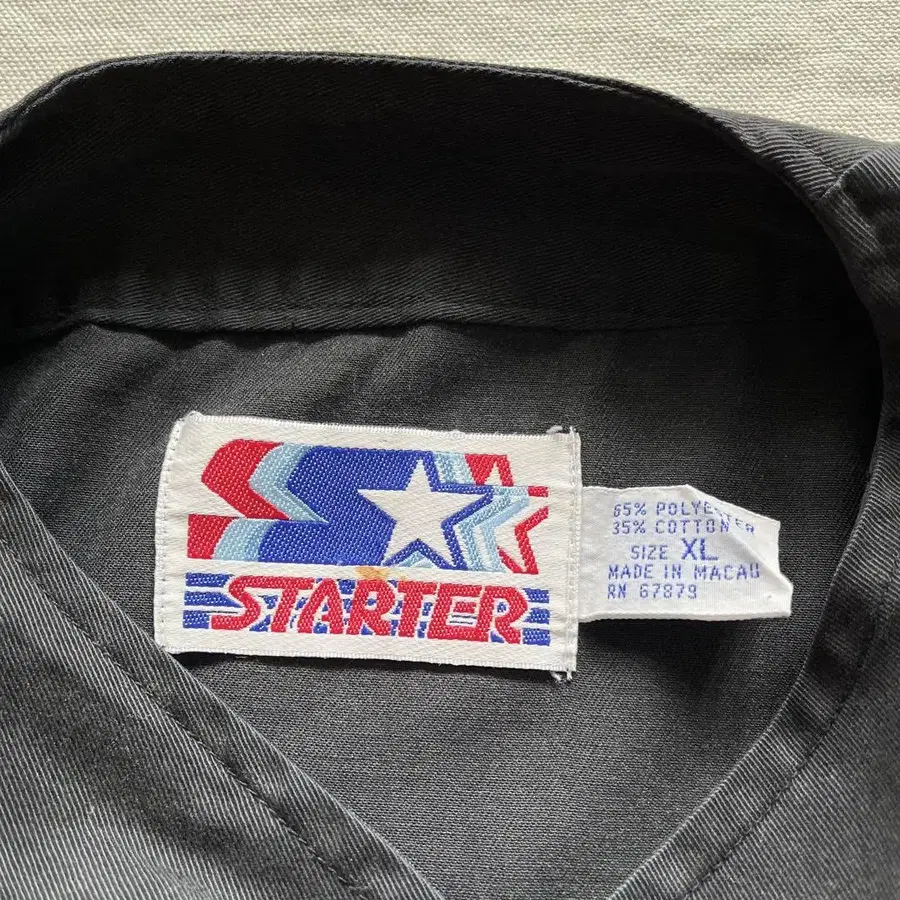 STARTER
65% POLYESTER
35% COTTON
SIZE XL
MADE IN MACAU
RN 67879